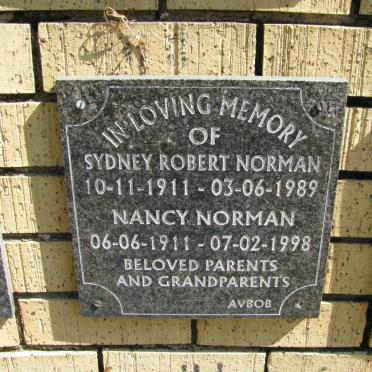 IN LOVING MEMORY
OF
SYDNEY ROBERT NORMAN
10-11-1911 - 03-06-1989
NANCY NORMAN
06-06-1911 - 07-02-1998
BELOVED PARENTS
AND GRANDPARENTS
AVBOB